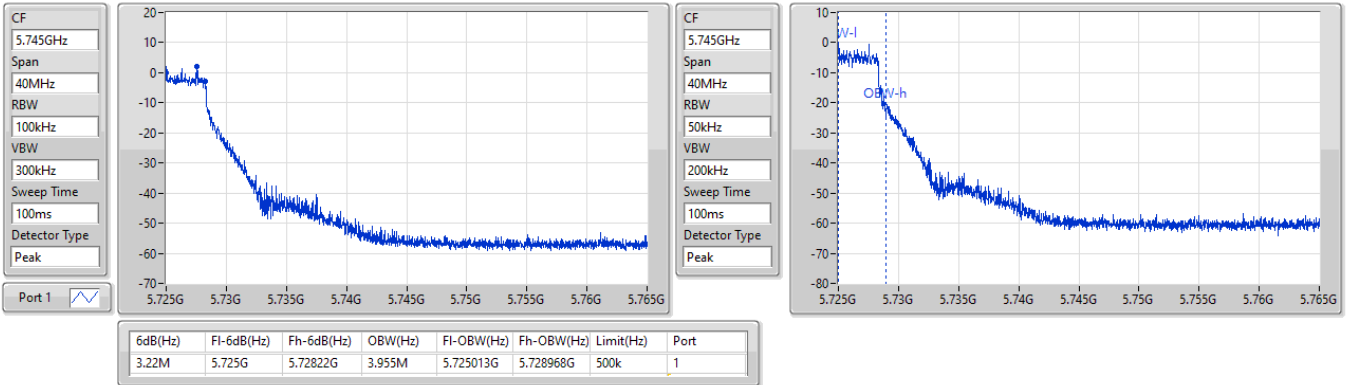 CF
5.745GHz
Span
40MHz
RBW
100kHz
VBW
300kHz
Sweep Time
100ms
Detector Type
Peak
Port 1
20
10
0
-10
-20
-30
-40
-50
-60
-70
5.725G 5.73G 5.735G 5.74G 5.745G 5.75G 5.755G 5.76G 5.765G
CF
5.745GHz
Span
40MHz
RBW
50kHz
VBW
200kHz
Sweep Time
100ms
Detector Type
Peak
10
0
-10
-20
-30
-40
-50
-60
-70
-80
W-l
OBW-h
5.725G 5.73G 5.735G 5.74G 5.745G 5.75G 5.755G 5.76G 5.765G
6dB(Hz) Fl-6dB(Hz) Fh-6dB(Hz) OBW(Hz) Fl-OBW(Hz) Fh-OBW(Hz) Limit(Hz) Port
3.22M 5.725G 5.72822G 3.955M 5.725013G 5.728968G 500k 1